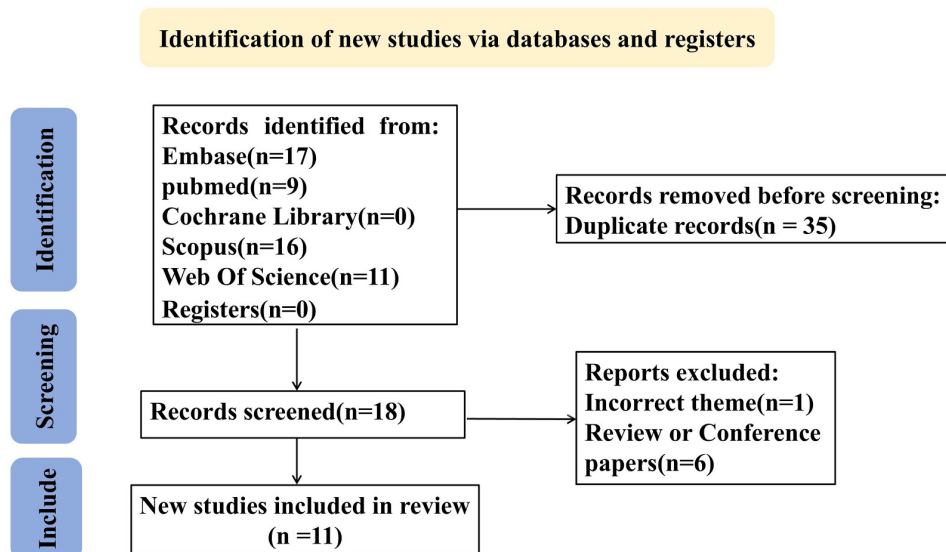 Identification of new studies via databases and registers
Identification
Records identified from:
Embase(n=17)
pubmed(n=9)
Cochrane Library(n=0)
Scopus(n=16)
Web Of Science(n=11)
Registers(n=0)
Records removed before screening:
Duplicate records(n = 35)
Screening
Records screened(n=18)
Reports excluded:
Incorrect theme(n=1)
Review or Conference
papers(n=6)
Include
New studies included in review
(n =11)